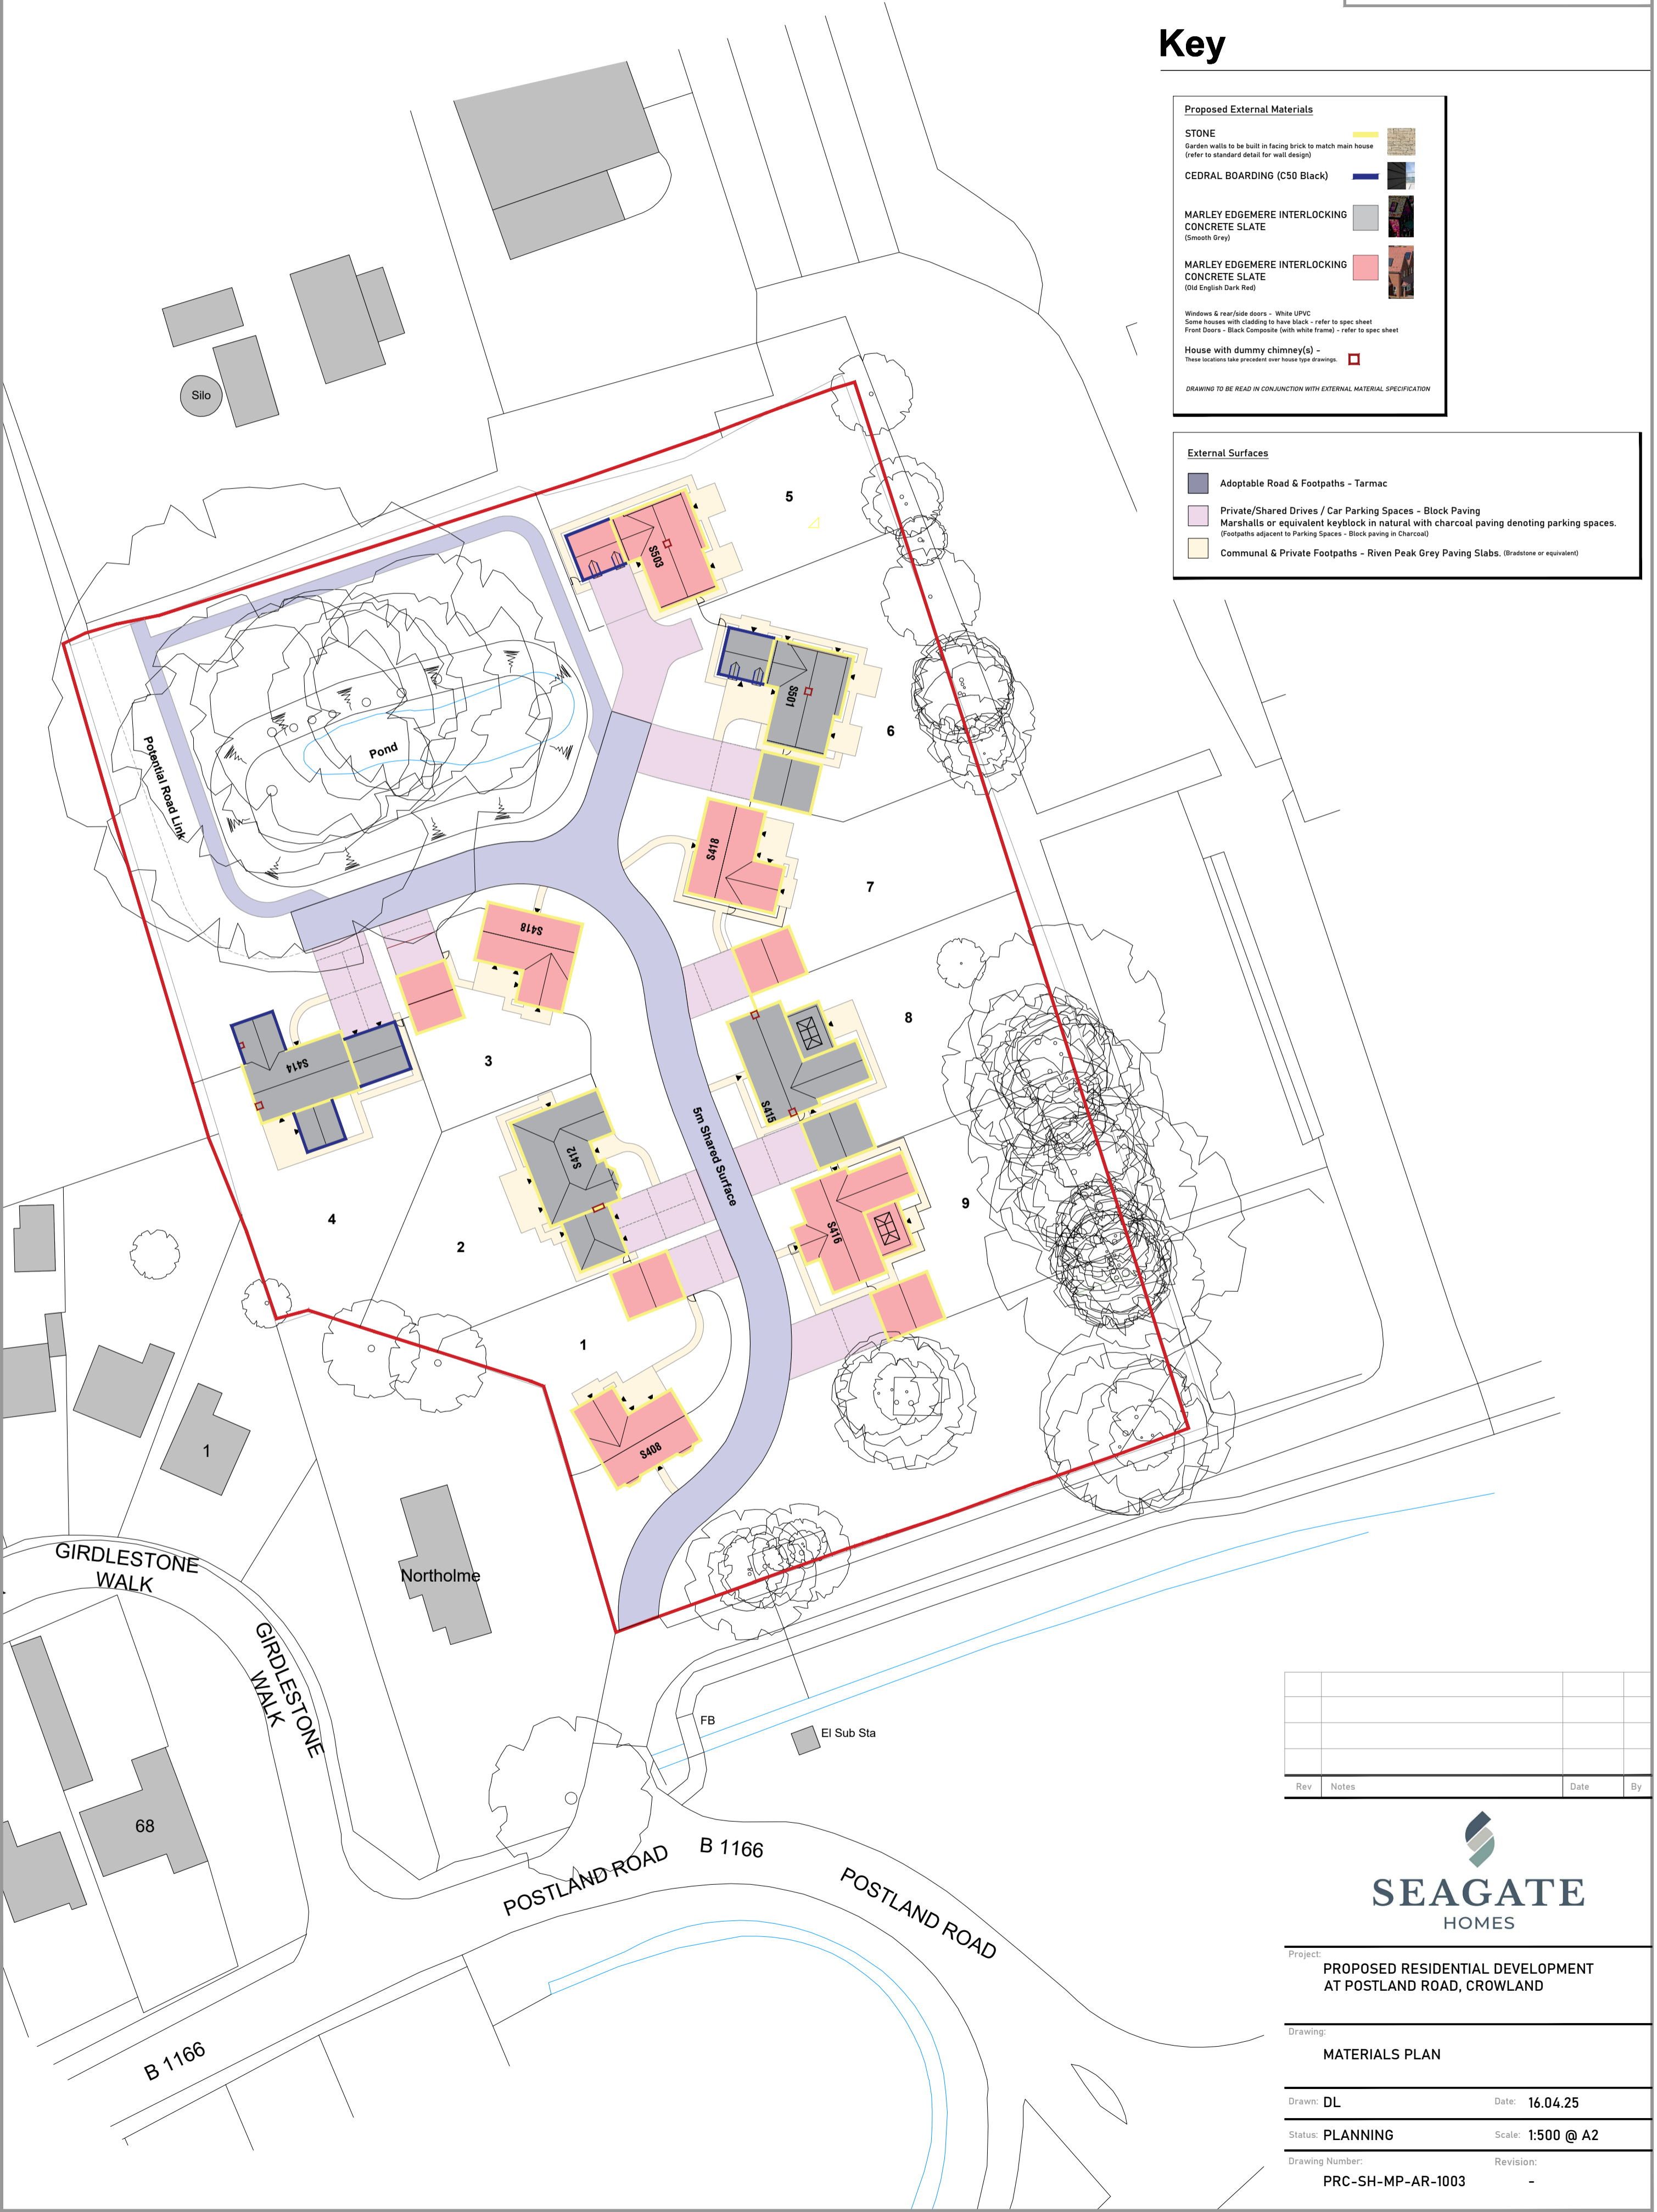 Key
Proposed External Materials
STONE
Garden walls to be built in facing brick to match main house
(refer to standard detail for wall design)
CEDRAL BOARDING (C50 Black)
MARLEY EDGEMERE INTERLOCKING
CONCRETE SLATE
(Smooth Grey)
MARLEY EDGEMERE INTERLOCKING
CONCRETE SLATE
(Old English Dark Red)
Windows & rear/side doors - White UPVC
Some houses with cladding to have black - refer to spec sheet
Front Doors - Black Composite (with white frame) - refer to spec sheet
House with dummy chimney(s) -
These locations take precedent over house type drawings.
DRAWING TO BE READ IN CONJUNCTION WITH EXTERNAL MATERIAL SPECIFICATION
External Surfaces
Adoptable Road & Footpaths - Tarmac
Private/Shared Drives / Car Parking Spaces - Block Paving
Marshalls or equivalent keyblock in natural with charcoal paving denoting parking spaces.
(Footpaths adjacent to Parking Spaces - Block paving in Charcoal)
Communal & Private Footpaths - Riven Peak Grey Paving Slabs. (Bradstone or equivalent)
Silo
5
S503
S501
6
Pond
Potential Road Link
S418
7
S418
8
S414
3
S415
5m Shared Surface
S412
4
2
9
S416
1
S408
1
Northolme
GIRDLESTONE
WALK
GIRDLESTONE
WALK
FB
El Sub Sta
68
B 1166
POSTLAND ROAD
POSTLAND ROAD
B 1166
Rev
Notes
Date
By
SEAGATE
HOMES
Project:
PROPOSED RESIDENTIAL DEVELOPMENT
AT POSTLAND ROAD, CROWLAND
Drawing:
MATERIALS PLAN
Drawn: DL
Date: 16.04.25
Status: PLANNING
Scale: 1:500 @ A2
Drawing Number:
Revision:
PRC-SH-MP-AR-1003
-